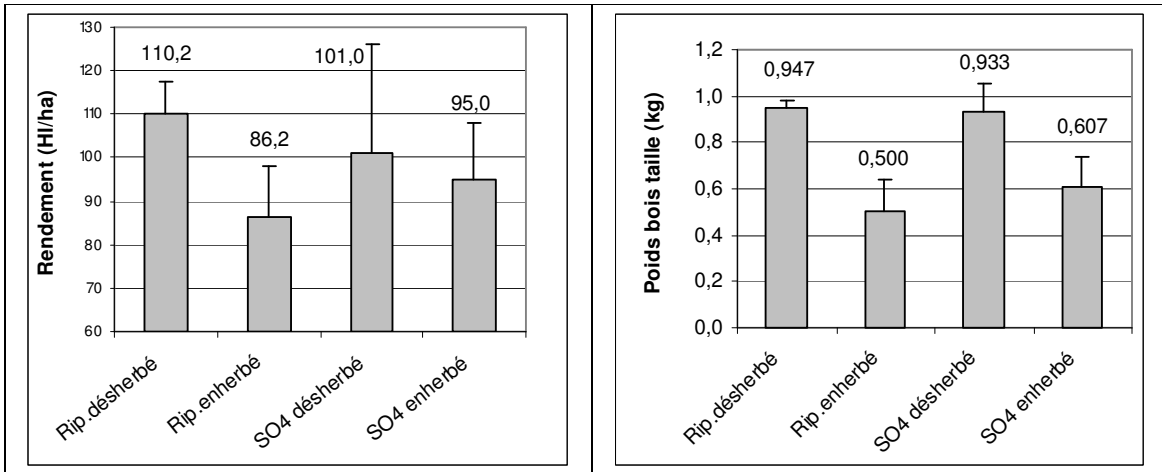 Rendement (Hl/ha)
130
120
110
100
90
80
70
60
110,2
86,2
101,0
95,0
Rip.désherbé
Rip.enherbé
SO4 désherbé
SO4 enherbé
Poids bois taille (kg)
1,2
1,0
0,8
0,6
0,4
0,2
0,0
0,947
0,500
0,933
0,607
Rip.désherbé
Rip.enherbé
SO4 désherbé
SO4 enherbé